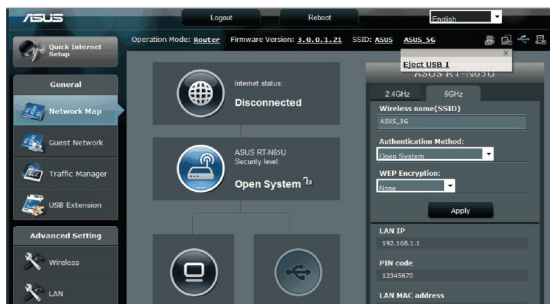 ASUS
Logout
Reboot
English
Quick Internet Setup
Operation Mode: Router Firmware Version: 3.0.0.1.21 SSID: ASUS ASUS_5G
Eject USB 1
ASUS RT-N65U
General
Network Map
Guest Network
Traffic Manager
USB Extension
Advanced Setting
Wireless
LAN
Internet status:
Disconnected
ASUS RT-N65U
Security level:
Open System
2.4GHz
5GHz
Wireless name(SSID)
ASUS_5G
Authentication Method:
Open System
WEP Encryption:
None
Apply
LAN IP
192.168.1.1
PIN code
12345670
LAN MAC address